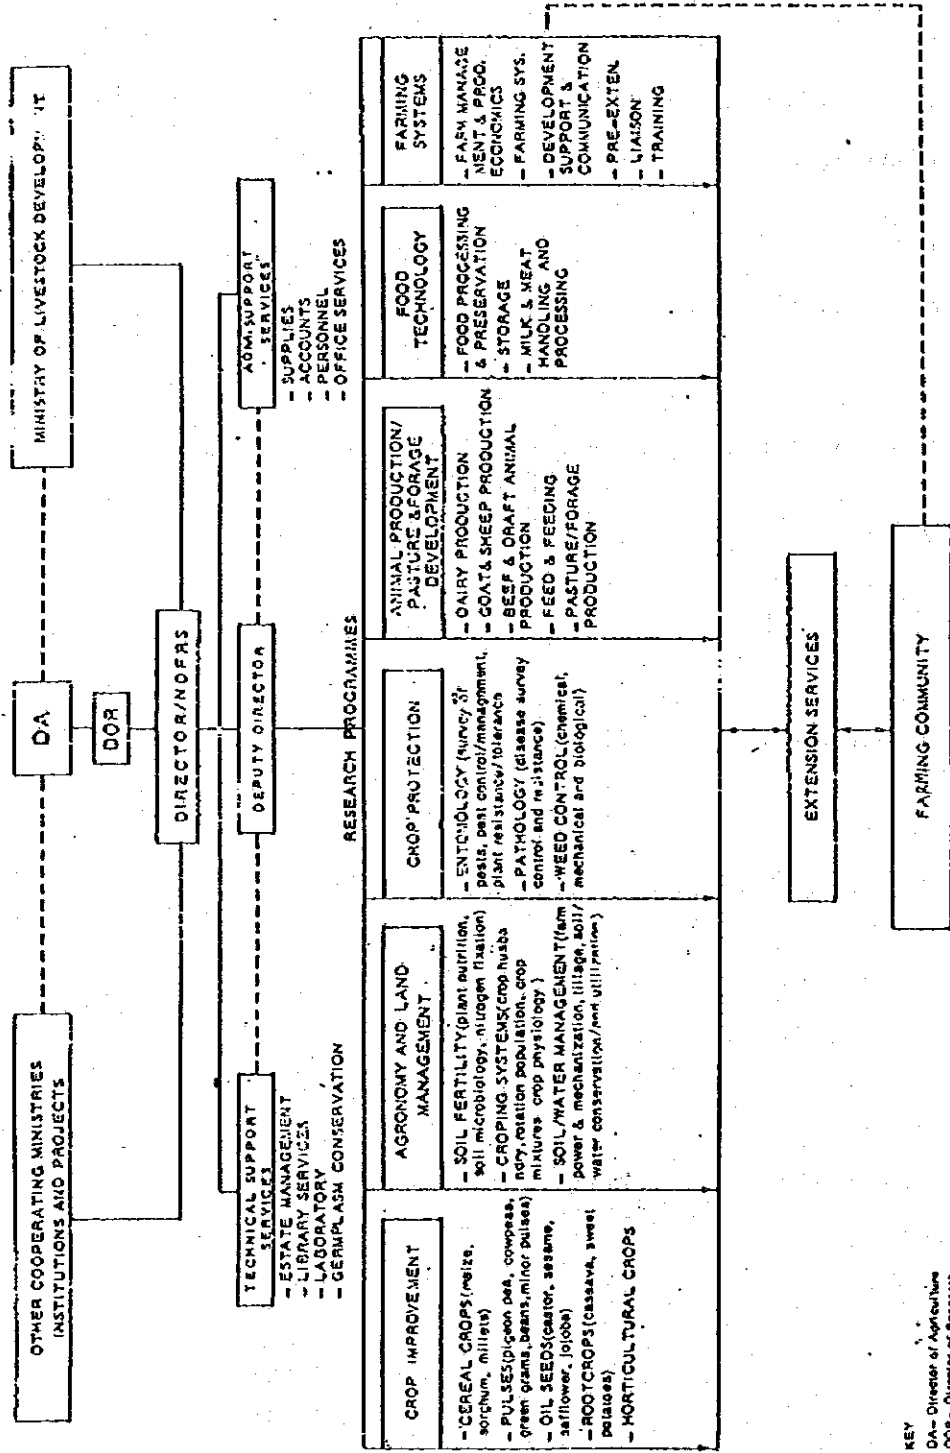 OTHER COOPERATING MINISTRIES
INSTITUTIONS AND PROJECTS
DA
MINISTRY OF LIVESTOCK
DOR
DIRECTOR/NDFRS
TECHNICAL SUPPORT
SERVICES
- ESTATE MANAGEMENT
- LIBRARY SERVICES
- LABORATORY
- GERMPLASM CONSERVATION
DEPUTY DIRECTOR
ADM. SUPPORT
SERVICES
- SUPPLIES
- ACCOUNTS
- PERSONNEL
- OFFICE SERVICES
RESEARCH PROGRAMMES
CROP IMPROVEMENT
- CEREAL CROPS(maize,
sorghum, millets)
- PULSES(pigeon pea, cowpeas,
green grams, beans, minor pulses)
- OIL SEEDS(castor, sesame,
safflower, jojoba)
- ROOTCROPS(cassava, sweet
potatoes)
- HORTICULTURAL CROPS
AGRONOMY AND LAND
MANAGEMENT
- SOIL FERTILITY(plant nutrition,
soil microbiology, nitrogen fixation)
- CROPING SYSTEMS(crop husba
ndry, rotation population, crop
mixtures crop physiology)
- SOIL/WATER MANAGEMENT(farm
power & mechanization, tillage, soil/
water conservation/and utilization)
CROP PROTECTION
- ENTOMOLOGY (survey of
pests, pest control/managment,
plant resistance/tolerance
- PATHOLOGY (disease survey
control and resistance)
- WEED CONTROL(chemical,
mechanical and biological)
ANIMAL PRODUCTION/
PASTURE & FORAGE
DEVELOPMENT
- DAIRY PRODUCTION
- GOAT & SHEEP PRODUCTION
- BEEF & DRAFT ANIMAL
PRODUCTION
- FEED & FEEDING
- PASTURE/FORAGE
PRODUCTION
FOOD
TECHNOLOGY
- FOOD PROCESSING
& PRESERVATION
- STORAGE
- MILK & MEAT
HANDLING AND
PROCESSING
FARMING
SYSTEMS
- FARM MANAGE
MENT & PROD.
ECONOMICS
- FARMING SYS.
- DEVELOPMENT
SUPPORT &
COMMUNICATION
- PRE-EXTEN.
- LIAISON
- TRAINING
EXTENSION SERVICES
FARMING COMMUNITY
KEY
DA- Director of Agriculture